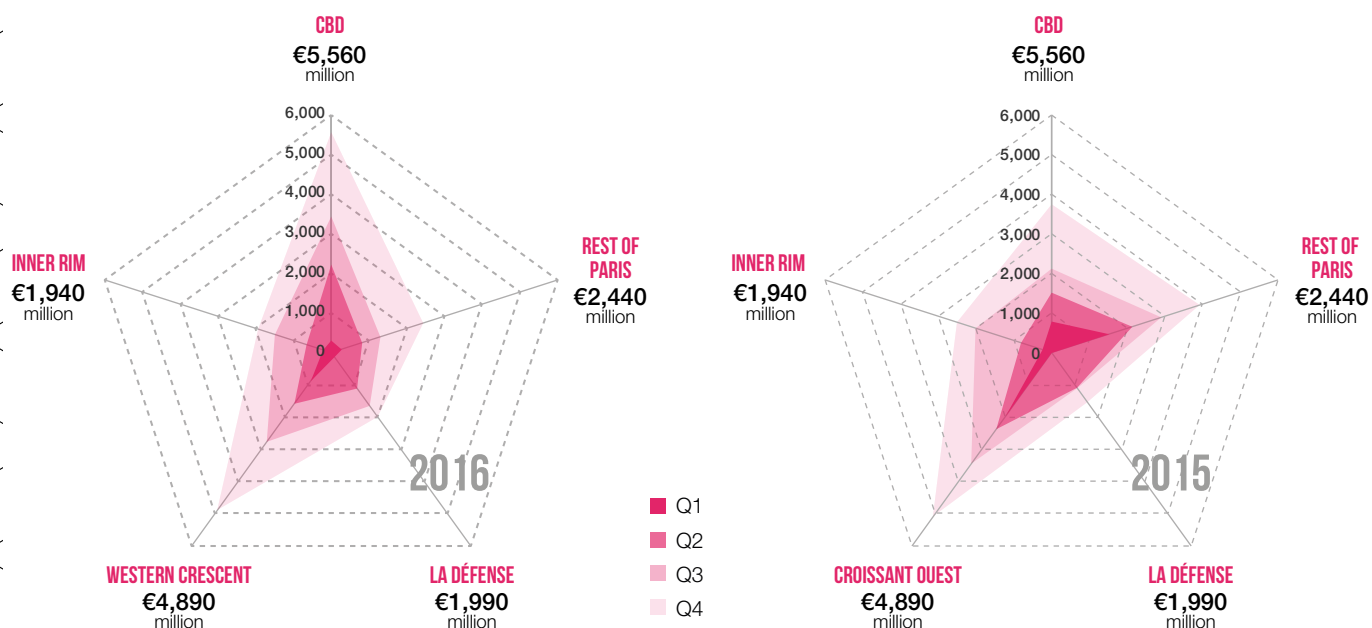 CBD
€5,560
million
6,000
5,000
4,000
3,000
2,000
1,000
0
INNER RIM
€1,940
million
REST OF
PARIS
€2,440
million
WESTERN CRESCENT
€4,890
million
LA DÉFENSE
€1,990
million
2016
Q1
Q2
Q3
Q4
CBD
€5,560
million
6,000
5,000
4,000
3,000
2,000
1,000
0
INNER RIM
€1,940
million
REST OF
PARIS
€2,440
million
CROISSANT OUEST
€4,890
million
LA DÉFENSE
€1,990
million
2015